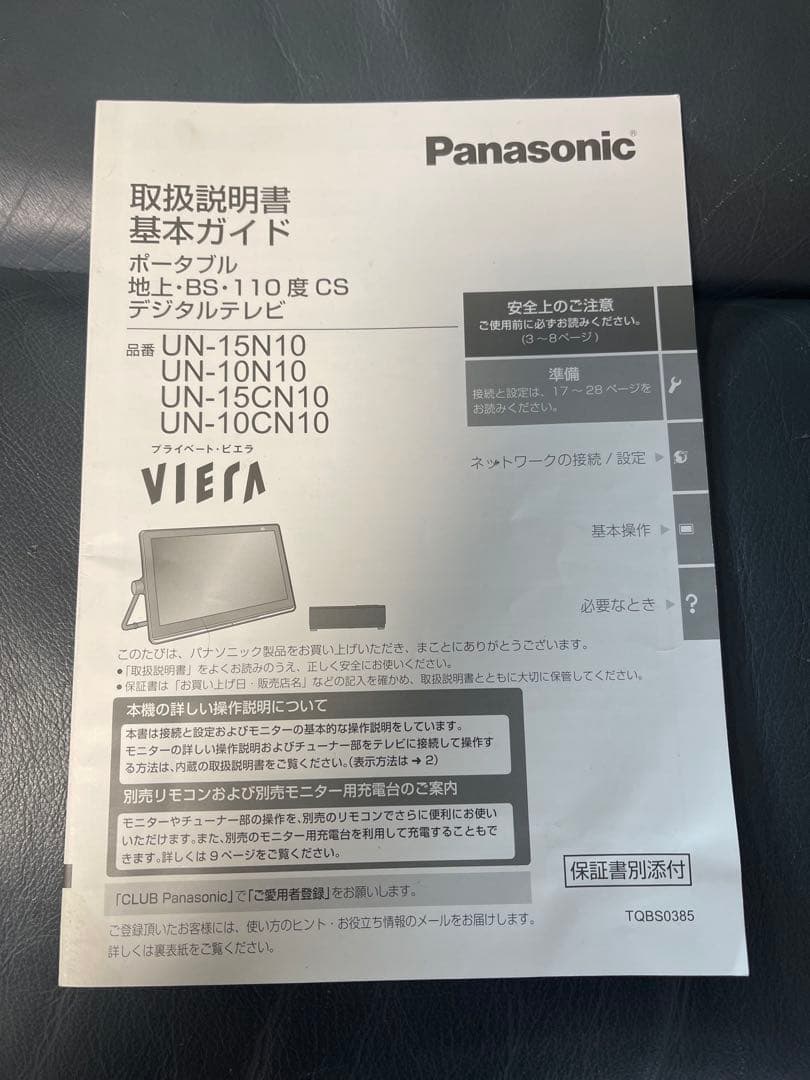 Panasonic®
取扱説明書
基本ガイド
ポータブル
地上・BS・110度CS
デジタルテレビ
品番 UN-15N10
UN-10N10
UN-15CN10
UN-10CN10
プライベート・ビエラ
VIErA
安全上のご注意
ご使用前に必ずお読みください。
(3～8ページ)
準備
接続と設定は、17～28ページを
お読みください。
ネットワークの接続/設定
基本操作
必要なとき
?
このたびは、パナソニック製品をお買い上げいただき、まことにありがとうございます。
●「取扱説明書」をよくお読みのうえ、正しく安全にお使いください。
●保証書は「お買い上げ日・販売店名」などの記入を確かめ、取扱説明書とともに大切に保管してください。
本機の詳しい操作説明について
本書は接続と設定およびモニターの基本的な操作説明をしています。
モニターの詳しい操作説明およびチューナー部をテレビに接続して操作す
る方法は、内蔵の取扱説明書をご覧ください。(表示方法は➔2)
別売リモコンおよび別売モニター用充電台のご案内
モニターやチューナー部の操作を、別売のリモコンでさらに便利にお使い
いただけます。また、別売のモニター用充電台を利用して充電することもで
きます。詳しくは9ページをご覧ください。
「CLUB Panasonic」で「ご愛用者登録」をお願いします。
ご登録頂いたお客様には、使い方のヒント・お役立ち情報のメールをお届けします。
詳しくは裏表紙をご覧ください。
保証書別添付
TQBS0385